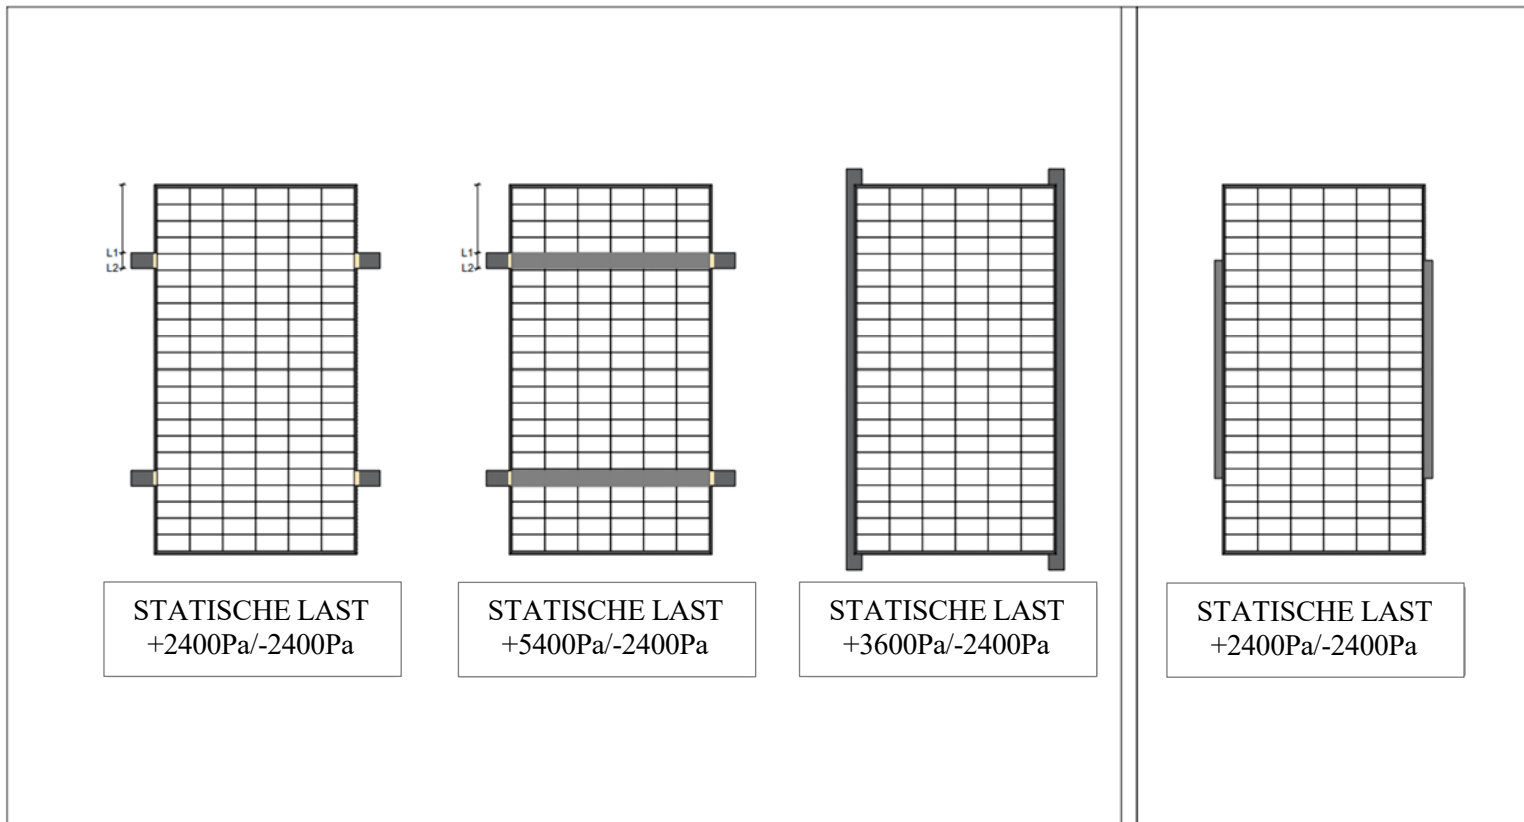 L1
L2
L1
L2
STATISCHE LAST
+2400Pa/-2400Pa
STATISCHE LAST
+5400Pa/-2400Pa
STATISCHE LAST
+3600Pa/-2400Pa
STATISCHE LAST
+2400Pa/-2400Pa